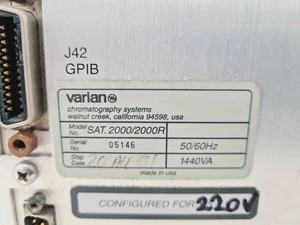 J42
GPIB
varian
chromatography systems
walnut creek, california 94598, usa
Model No. SAT. 2000/2000R
Serial No. 05146 50/60Hz
Ship Date 1440VA
made in usa
CONFIGURED FOR 220V